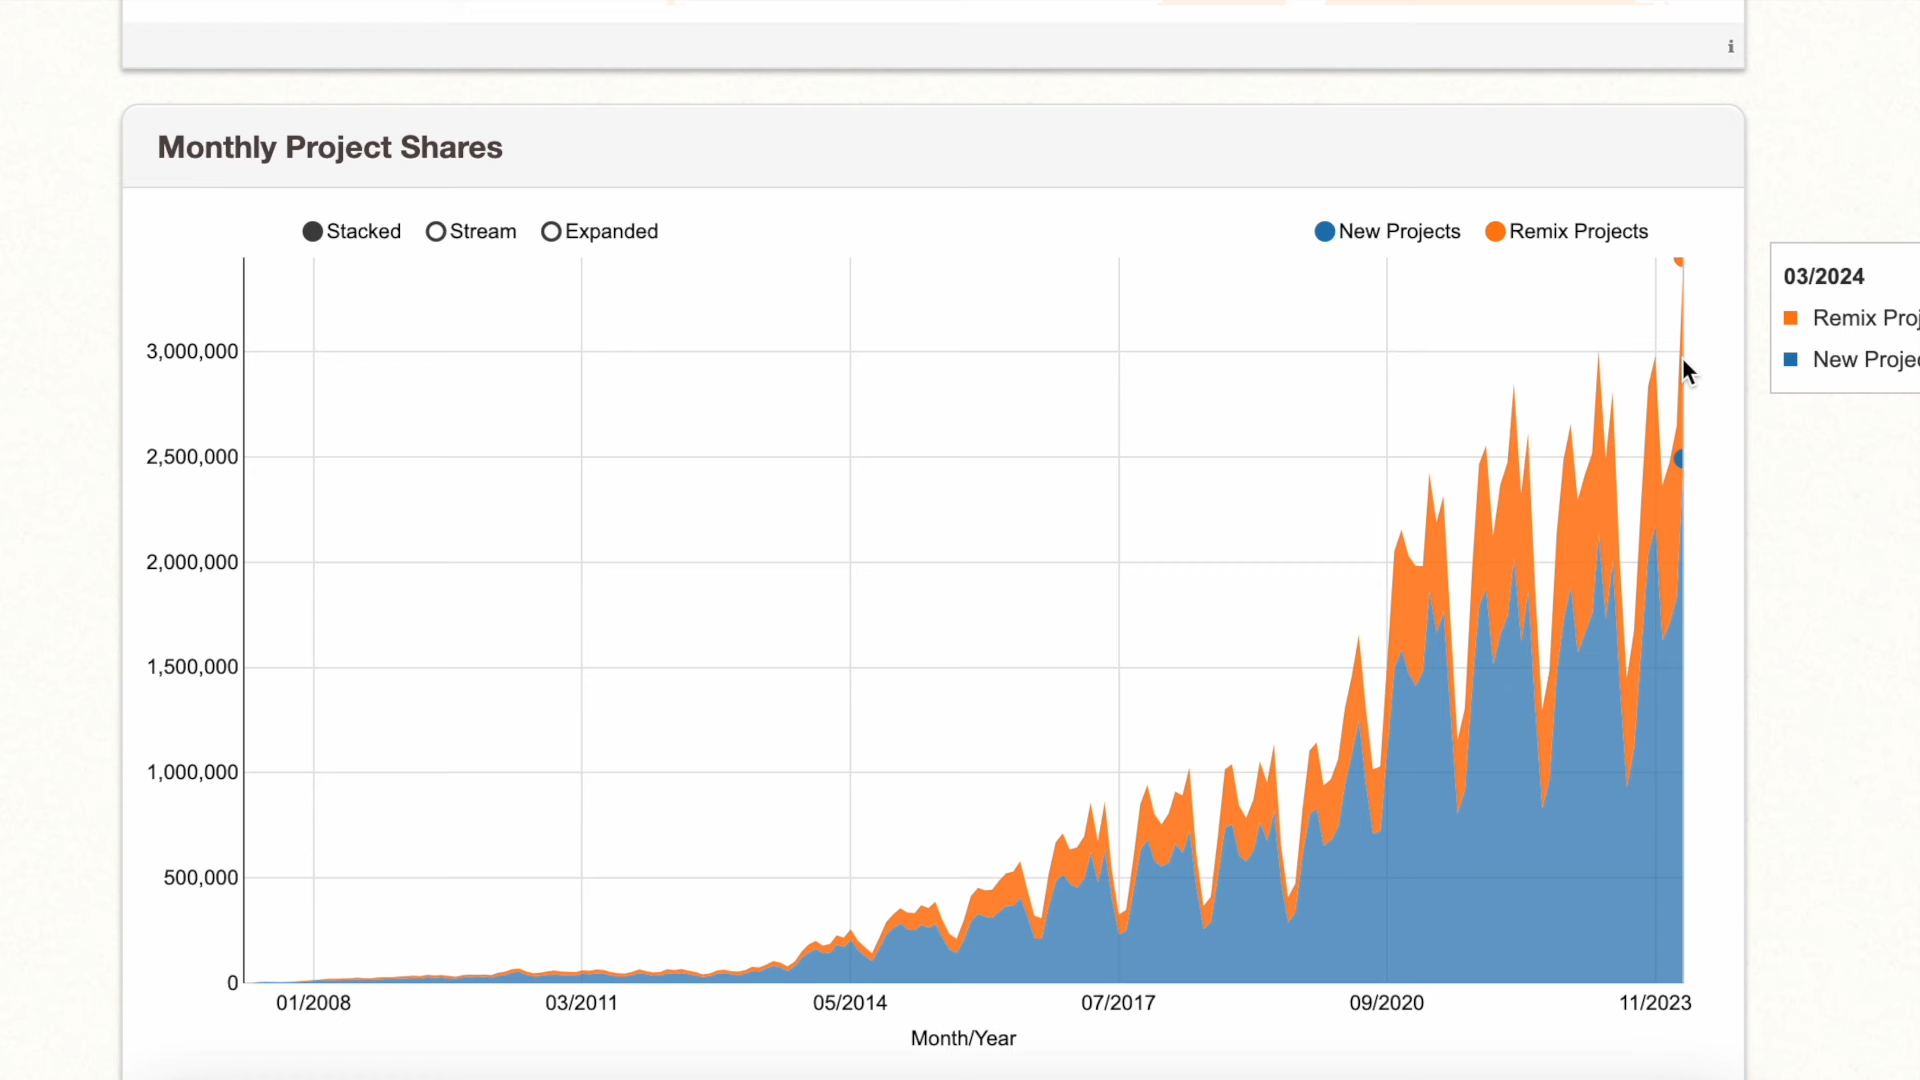 i
Monthly Project Shares
Stacked Stream Expanded New Projects Remix Projects
03/2024
Remix Proj
New Projec
3,000,000
2,500,000
2,000,000
1,500,000
1,000,000
500,000
0
01/2008 03/2011 05/2014 07/2017 09/2020 11/2023
Month/Year